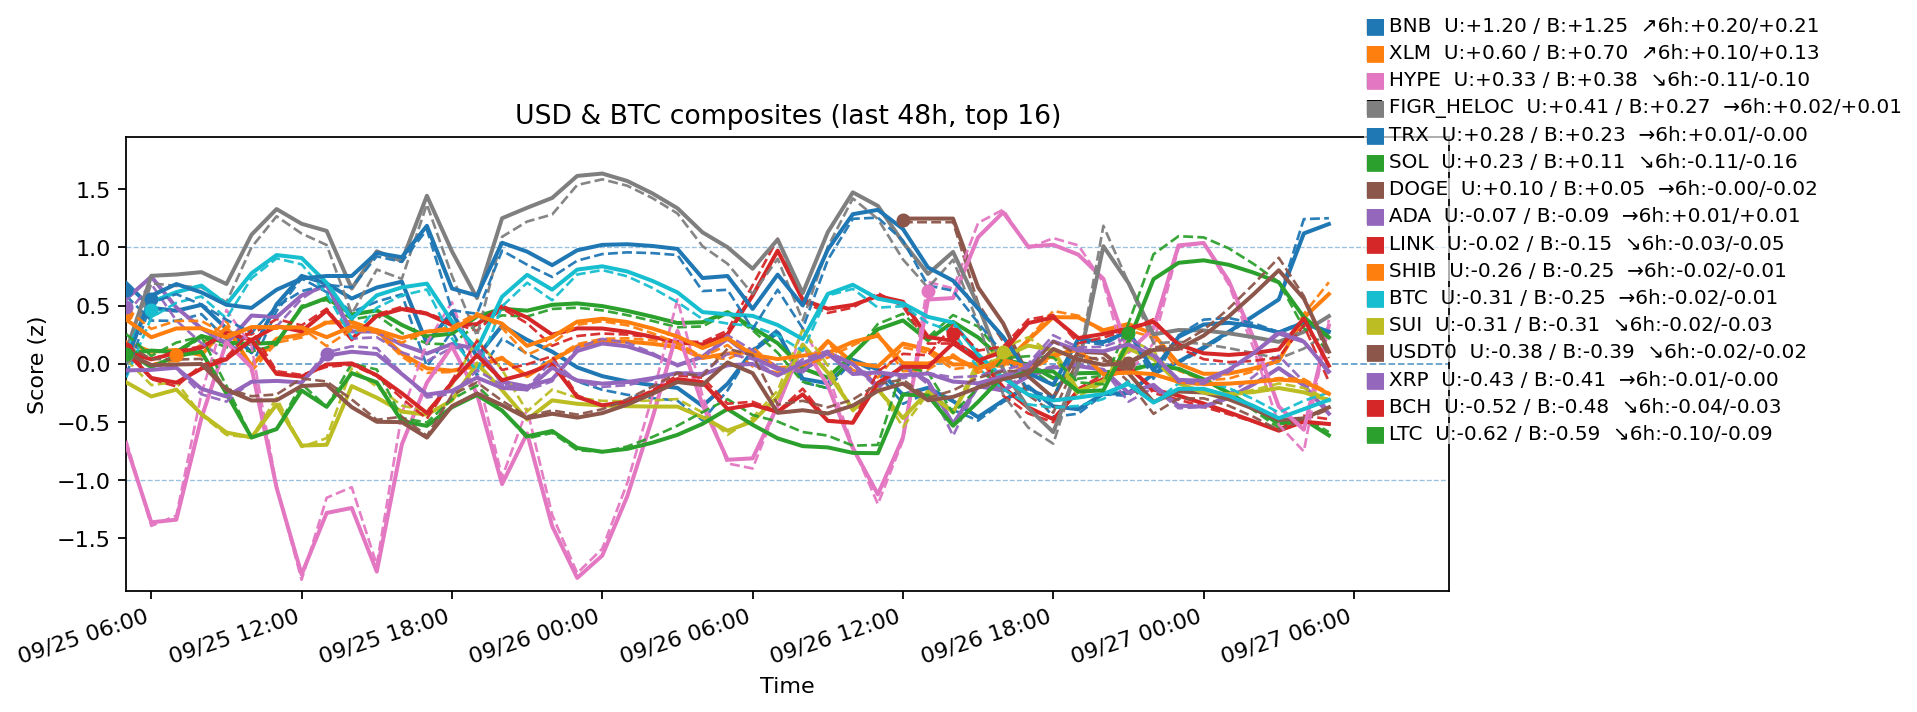 BNB  U:+1.20 / B:+1.25  ↗6h:+0.20/+0.21
XLM  U:+0.60 / B:+0.70  ↗6h:+0.10/+0.13
HYPE  U:+0.33 / B:+0.38  ↘6h:-0.11/-0.10
FIGR_HELOC  U:+0.41 / B:+0.27  →6h:+0.02/+0.01
TRX  U:+0.28 / B:+0.23  →6h:+0.01/-0.00
SOL  U:+0.23 / B:+0.11  ↘6h:-0.11/-0.16
DOGE  U:+0.10 / B:+0.05  →6h:-0.00/-0.02
ADA  U:-0.07 / B:-0.09  →6h:+0.01/+0.01
LINK  U:-0.02 / B:-0.15  ↘6h:-0.03/-0.05
SHIB  U:-0.26 / B:-0.25  →6h:-0.02/-0.01
BTC  U:-0.31 / B:-0.25  →6h:-0.02/-0.01
SUI  U:-0.31 / B:-0.31  ↘6h:-0.02/-0.03
USDT0  U:-0.38 / B:-0.39  ↘6h:-0.02/-0.02
XRP  U:-0.43 / B:-0.41  →6h:-0.01/-0.00
BCH  U:-0.52 / B:-0.48  ↘6h:-0.04/-0.03
LTC  U:-0.62 / B:-0.59  ↘6h:-0.10/-0.09
USD & BTC composites (last 48h, top 16)
Score (z)
1.5
1.0
0.5
0.0
−0.5
−1.0
−1.5
09/25 06:00
09/25 12:00
09/25 18:00
09/26 00:00
09/26 06:00
09/26 12:00
09/26 18:00
09/27 00:00
09/27 06:00
Time